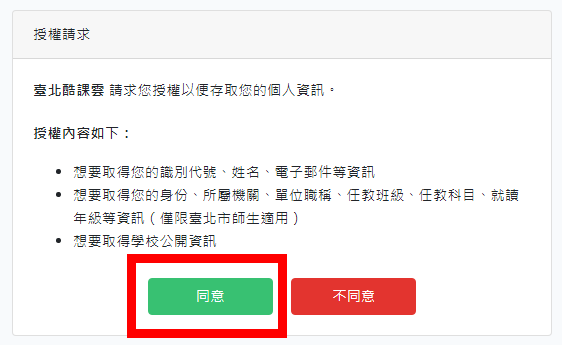 授權請求
臺北酷課雲 請求您授權以便存取您的個人資訊。
授權內容如下：
想要取得您的識別代號、姓名、電子郵件等資訊
想要取得您的身份、所屬機關、單位職稱、任教班級、任教科目、就讀
年級等資訊（僅限臺北市師生適用）
想要取得學校公開資訊
同意
不同意